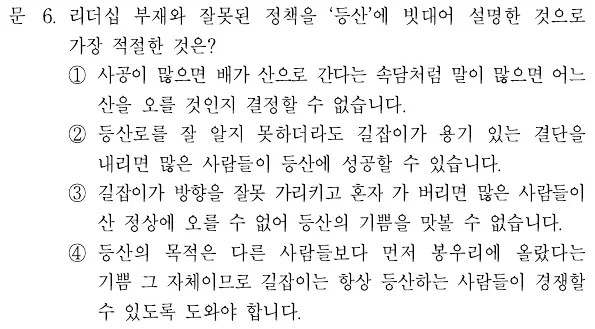 문 6. 리더십 부재와 잘못된 정책을 ‘등산’에 빗대어 설명한 것으로
가장 적절한 것은?
① 사공이 많으면 배가 산으로 간다는 속담처럼 말이 많으면 어느
산을 오를 것인지 결정할 수 없습니다.
② 등산로를 잘 알지 못하더라도 길잡이가 용기 있는 결단을
내리면 많은 사람들이 등산에 성공할 수 있습니다.
③ 길잡이가 방향을 잘못 가리키고 혼자 가 버리면 많은 사람들이
산 정상에 오를 수 없어 등산의 기쁨을 맛볼 수 없습니다.
④ 등산의 목적은 다른 사람들보다 먼저 봉우리에 올랐다는
기쁨 그 자체이므로 길잡이는 항상 등산하는 사람들이 경쟁할
수 있도록 도와야 합니다.